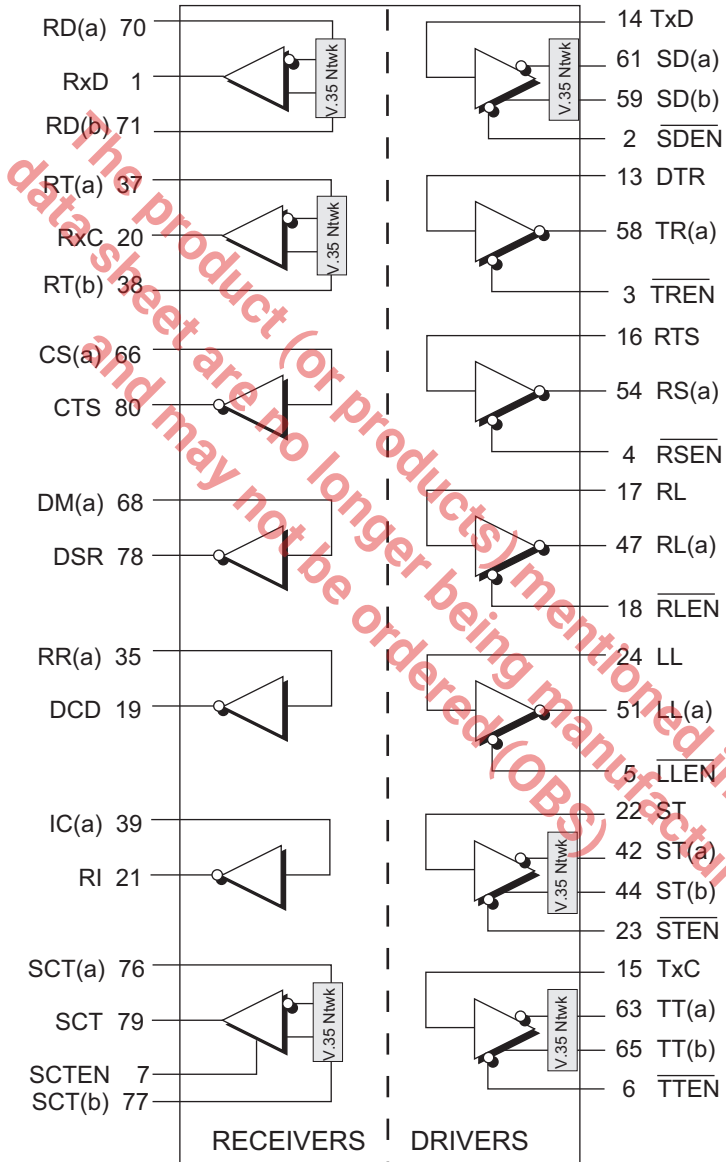 RD(a) 70
RxD 1
RD(b) 71
V.35 Ntwk
RT(a) 37
RxC 20
RT(b) 38
V.35 Ntwk
CS(a) 66
CTS 80
DM(a) 68
DSR 78
RR(a) 35
DCD 19
IC(a) 39
RI 21
SCT(a) 76
SCT 79
SCTEN 7
SCT(b) 77
V.35 Ntwk
RECEIVERS
14 TxD
61 SD(a)
59 SD(b)
2 SDEN
V.35 Ntwk
13 DTR
58 TR(a)
3 TREN
16 RTS
54 RS(a)
4 RSEN
17 RL
47 RL(a)
18 RLEN
24 LL
51 LL(a)
5 LLEN
22 ST
42 ST(a)
44 ST(b)
23 STEN
V.35 Ntwk
15 TxC
63 TT(a)
65 TT(b)
6 TTEN
V.35 Ntwk
DRIVERS
The product (or products) mentioned in
data sheet are no longer being manufactur
and may not be ordered (OBS)